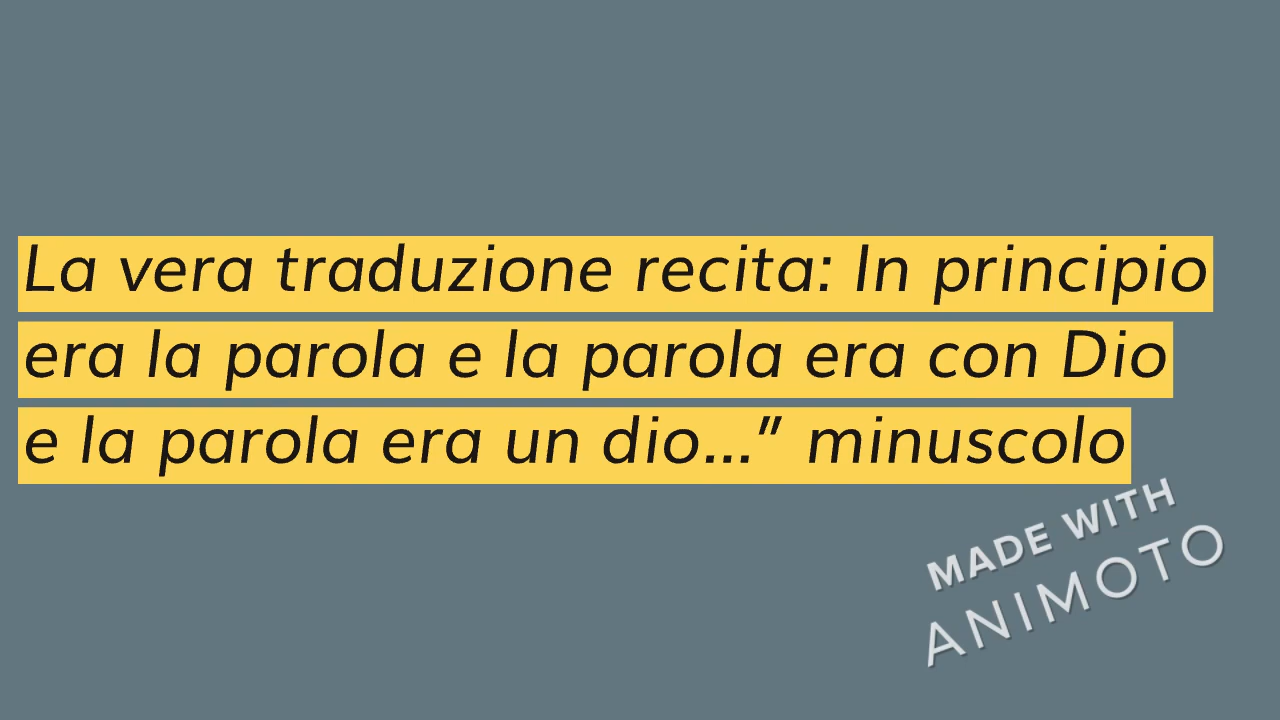 La vera traduzione recita: In principio
era la parola e la parola era con Dio
e la parola era un dio...” minuscolo
MADE WITH
ANIMOTO